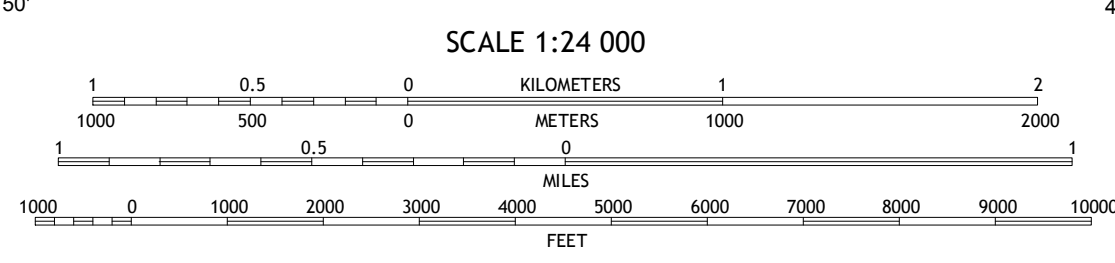 50'
4
SCALE 1:24 000
1 0.5 0 KILOMETERS 1 2
1000 500 0 METERS 1000 2000
1 0.5 0 1
MILES
1000 0 1000 2000 3000 4000 5000 6000 7000 8000 9000 10000
FEET